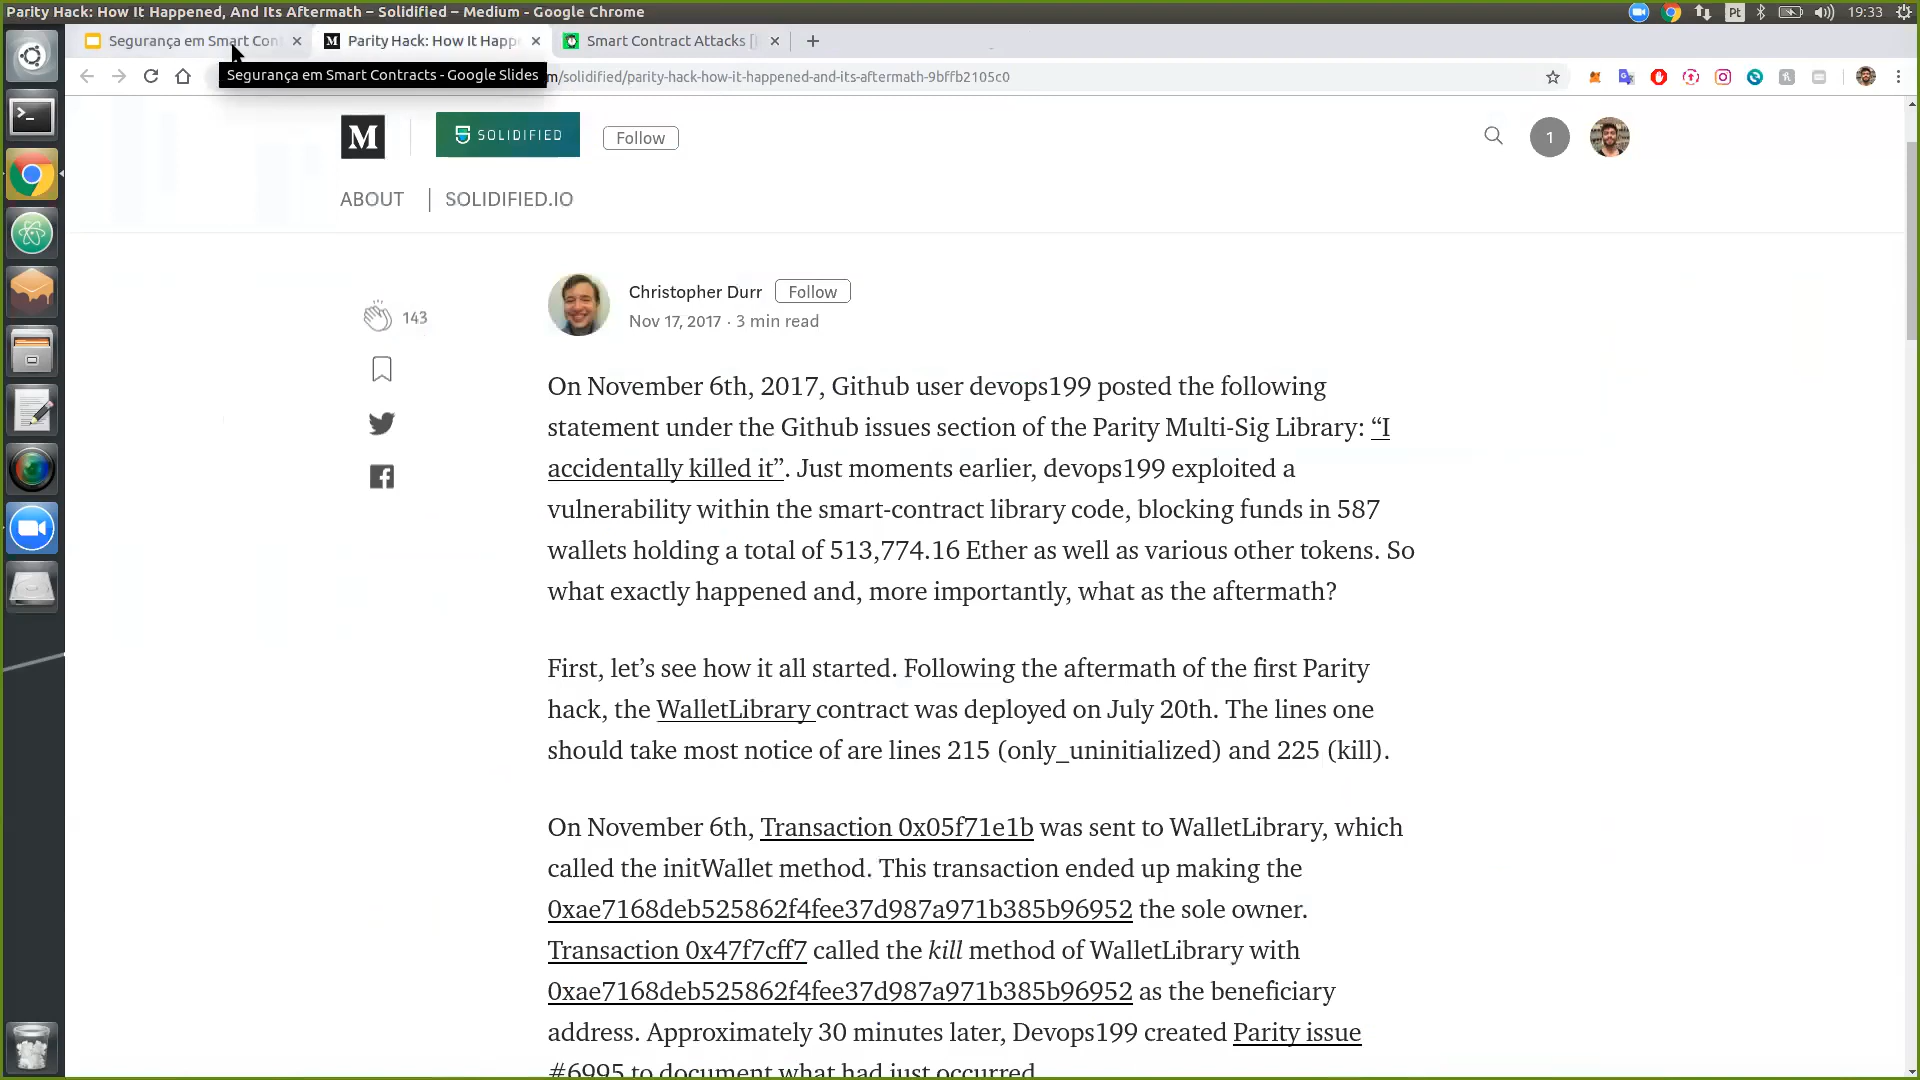 Parity Hack: How It Happened, And Its Aftermath – Solidified – Medium - Google Chrome
Pt
19:33
Segurança em Smart Con
Parity Hack: How It Happ
Smart Contract Attacks [
Segurança em Smart Contracts - Google Slides
m/solidified/parity-hack-how-it-happened-and-its-aftermath-9bffb2105c0
M
SOLIDIFIED
Follow
1
ABOUT
SOLIDIFIED.IO
Christopher Durr
Follow
Nov 17, 2017 · 3 min read
143
On November 6th, 2017, Github user devops199 posted the following
statement under the Github issues section of the Parity Multi-Sig Library: “I
accidentally killed it”. Just moments earlier, devops199 exploited a
vulnerability within the smart-contract library code, blocking funds in 587
wallets holding a total of 513,774.16 Ether as well as various other tokens. So
what exactly happened and, more importantly, what as the aftermath?
First, let’s see how it all started. Following the aftermath of the first Parity
hack, the WalletLibrary contract was deployed on July 20th. The lines one
should take most notice of are lines 215 (only_uninitialized) and 225 (kill).
On November 6th, Transaction 0x05f71e1b was sent to WalletLibrary, which
called the initWallet method. This transaction ended up making the
0xae7168deb525862f4fee37d987a971b385b96952 the sole owner.
Transaction 0x47f7cff7 called the kill method of WalletLibrary with
0xae7168deb525862f4fee37d987a971b385b96952 as the beneficiary
address. Approximately 30 minutes later, Devops199 created Parity issue
#6995 to document what had just occurred.